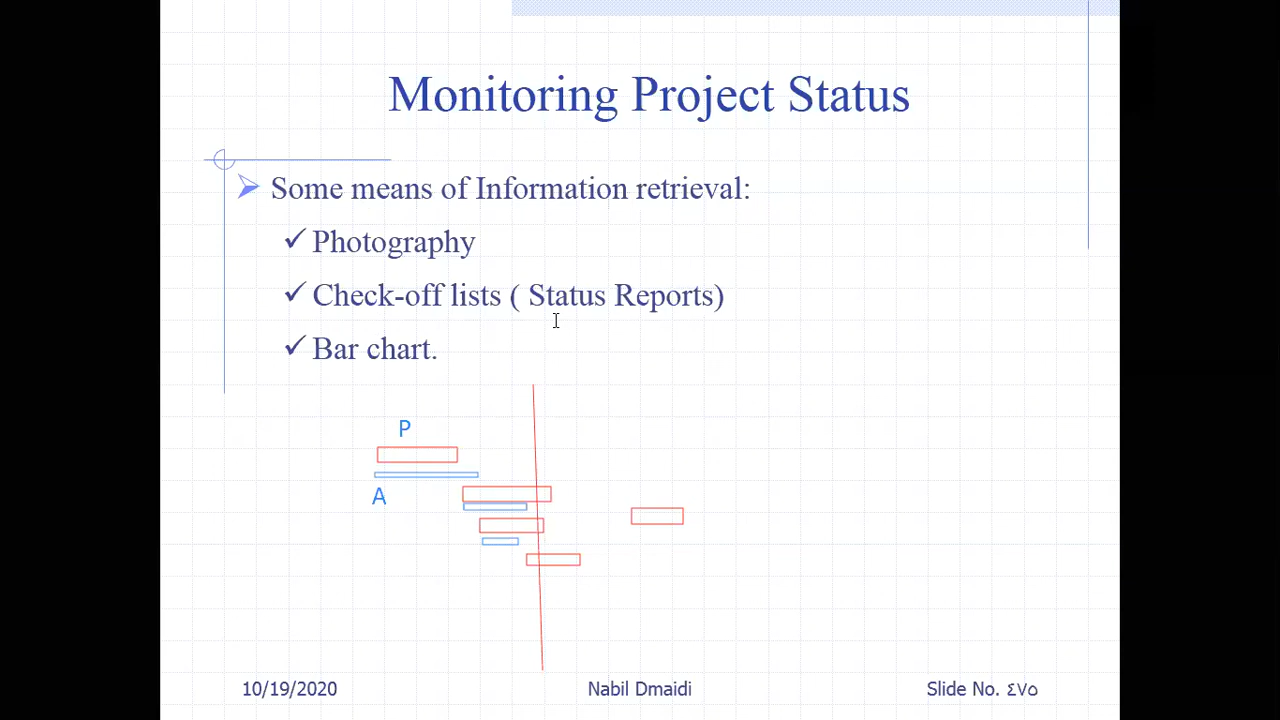 Monitoring Project Status
Some means of Information retrieval:
Photography
Check-off lists ( Status Reports)
Bar chart.
P
A
10/19/2020
Nabil Dmaidi
Slide No. ٤٧٥